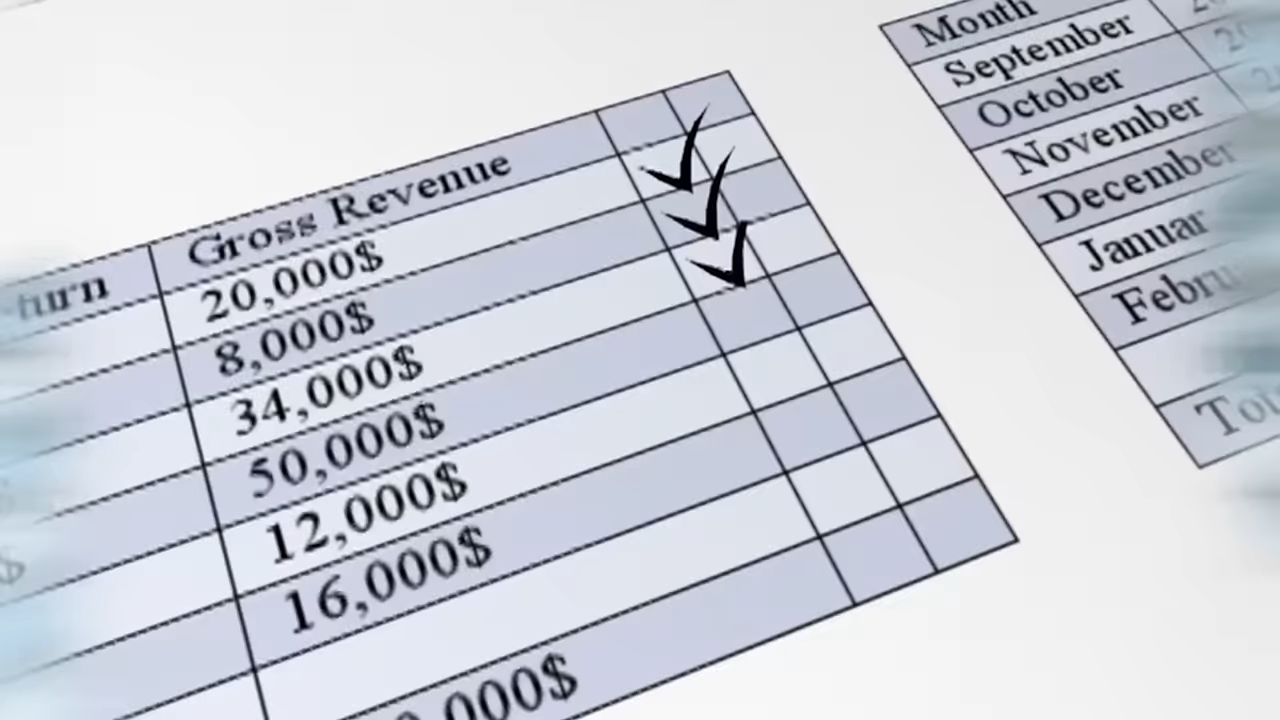 Gross Revenue
20,000$
8,000$
34,000$
50,000$
12,000$
16,000$
Month
September
October
November
December